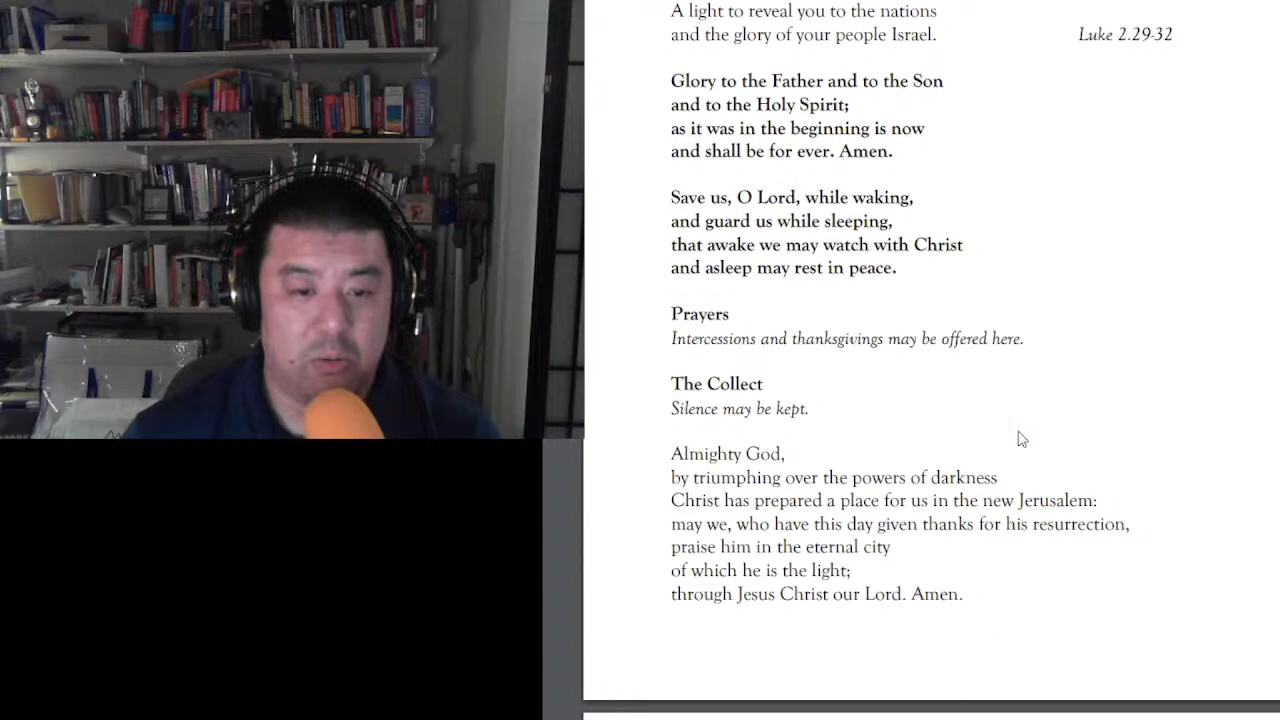 A light to reveal you to the nations
and the glory of your people Israel.
Luke 2.29-32
Glory to the Father and to the Son
and to the Holy Spirit;
as it was in the beginning is now
and shall be for ever. Amen.
Save us, O Lord, while waking,
and guard us while sleeping,
that awake we may watch with Christ
and asleep may rest in peace.
Prayers
Intercessions and thanksgivings may be offered here.
The Collect
Silence may be kept.
Almighty God,
by triumphing over the powers of darkness
Christ has prepared a place for us in the new Jerusalem:
may we, who have this day given thanks for his resurrection,
praise him in the eternal city
of which he is the light;
through Jesus Christ our Lord. Amen.